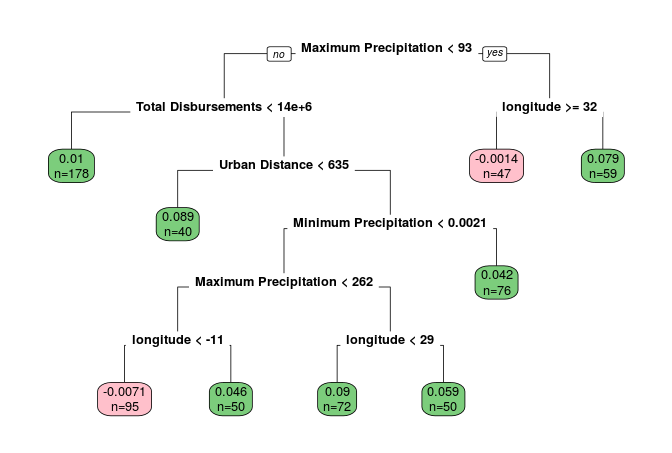 Maximum Precipitation < 93
no
yes
Total Disbursements < 14e+6
longitude >= 32
0.01
n=178
Urban Distance < 635
-0.0014
n=47
0.079
n=59
0.089
n=40
Minimum Precipitation < 0.0021
0.042
n=76
Maximum Precipitation < 262
longitude < -11
longitude < 29
-0.0071
n=95
0.046
n=50
0.09
n=72
0.059
n=50